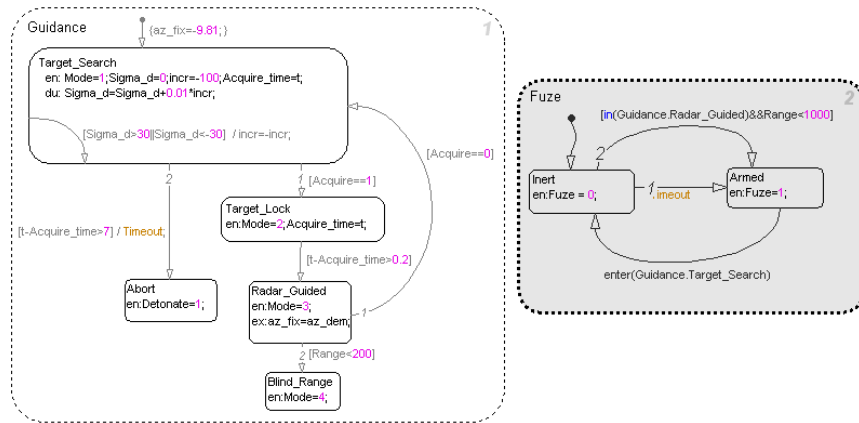 Guidance
1
{az_fix=-9.81;}
Target_Search
en: Mode=1;Sigma_d=0;incr=-100;Acquire_time=t;
du: Sigma_d=Sigma_d+0.01*incr;
[Sigma_d>30||Sigma_d<-30] / incr=-incr;
2
1
[Acquire==1]
[Acquire==0]
Target_Lock
en:Mode=2;Acquire_time=t;
[t-Acquire_time>7] / Timeout;
[t-Acquire_time>0.2]
Abort
en:Detonate=1;
Radar_Guided
en:Mode=3;
ex:az_fix=az_dem;
1
2 [Range<200]
Blind_Range
en:Mode=4;
Fuze
2
[in(Guidance.Radar_Guided)&&Range<1000]
2
Inert
en:Fuze = 0;
1
imeout
Armed
en:Fuze=1;
enter(Guidance.Target_Search)